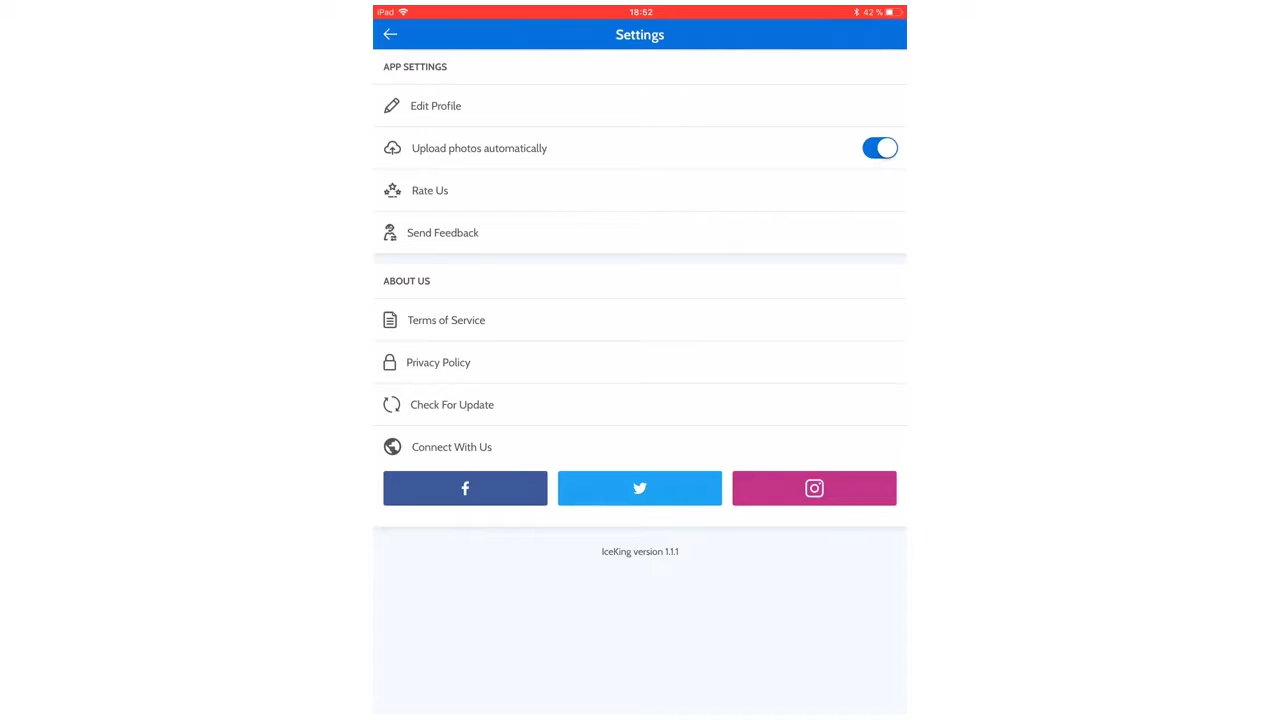 iPad 18:52 42 %
Settings
APP SETTINGS
Edit Profile
Upload photos automatically
Rate Us
Send Feedback
ABOUT US
Terms of Service
Privacy Policy
Check For Update
Connect With Us
IceKing version 1.1.1